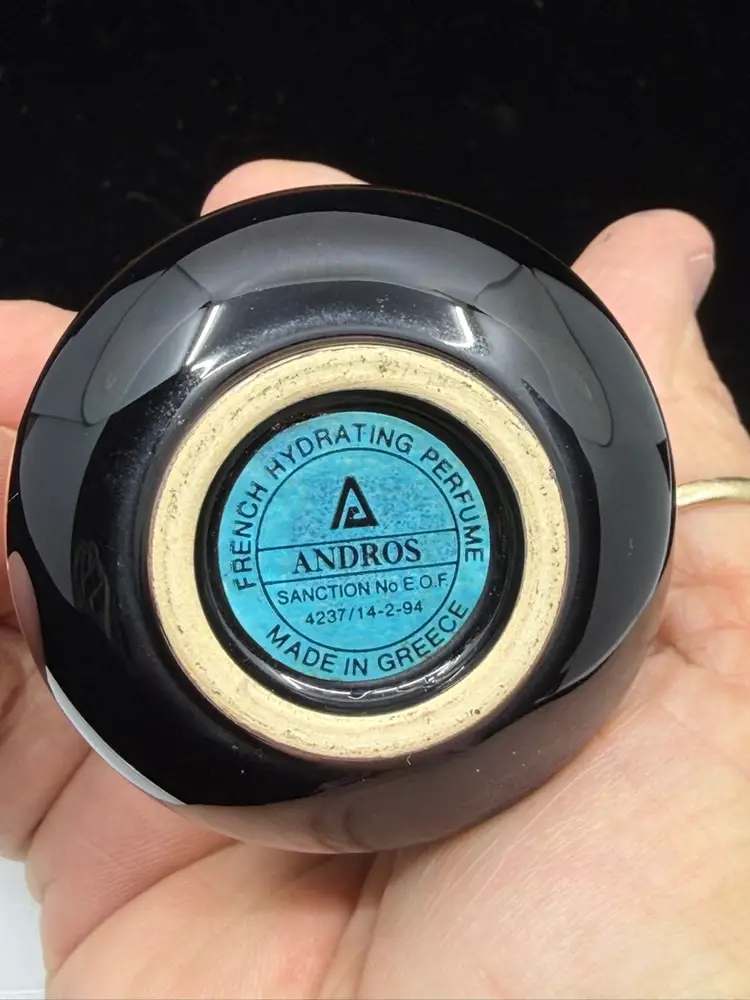 FRENCH HYDRATING PERFUME
ANDROS
SANCTION No E.O.F.
4237/14-2-94
MADE IN GREECE